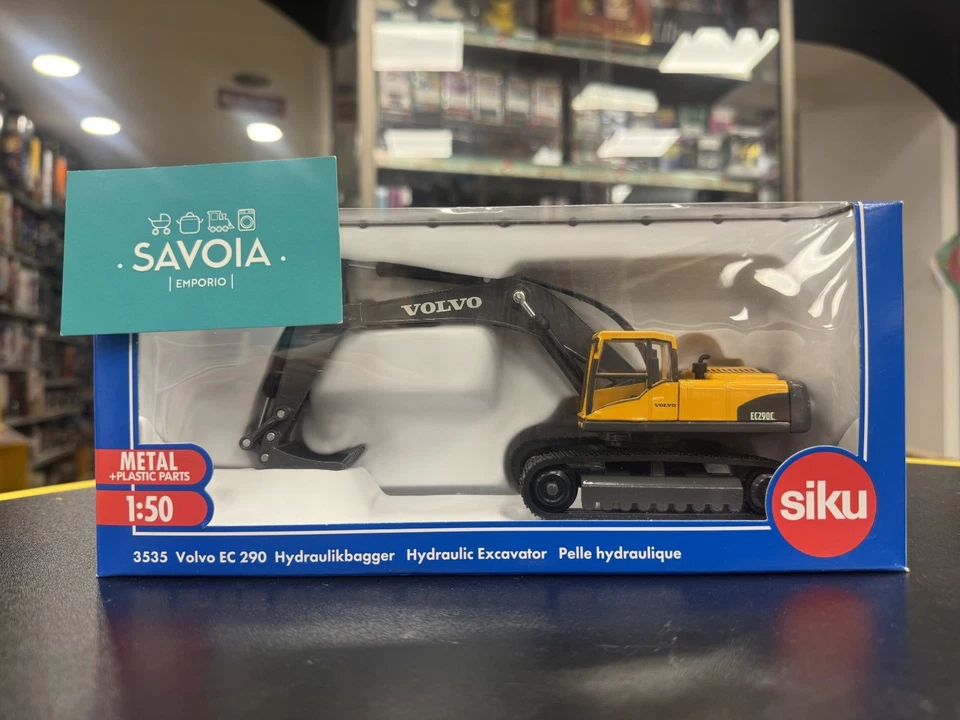 · SAVOIA ·
| EMPORIO |
VOLVO
VOLVO
EC290C
METAL
+PLASTIC PARTS
1:50
siku
3535 Volvo EC 290 Hydraulikbagger Hydraulic Excavator Pelle hydraulique